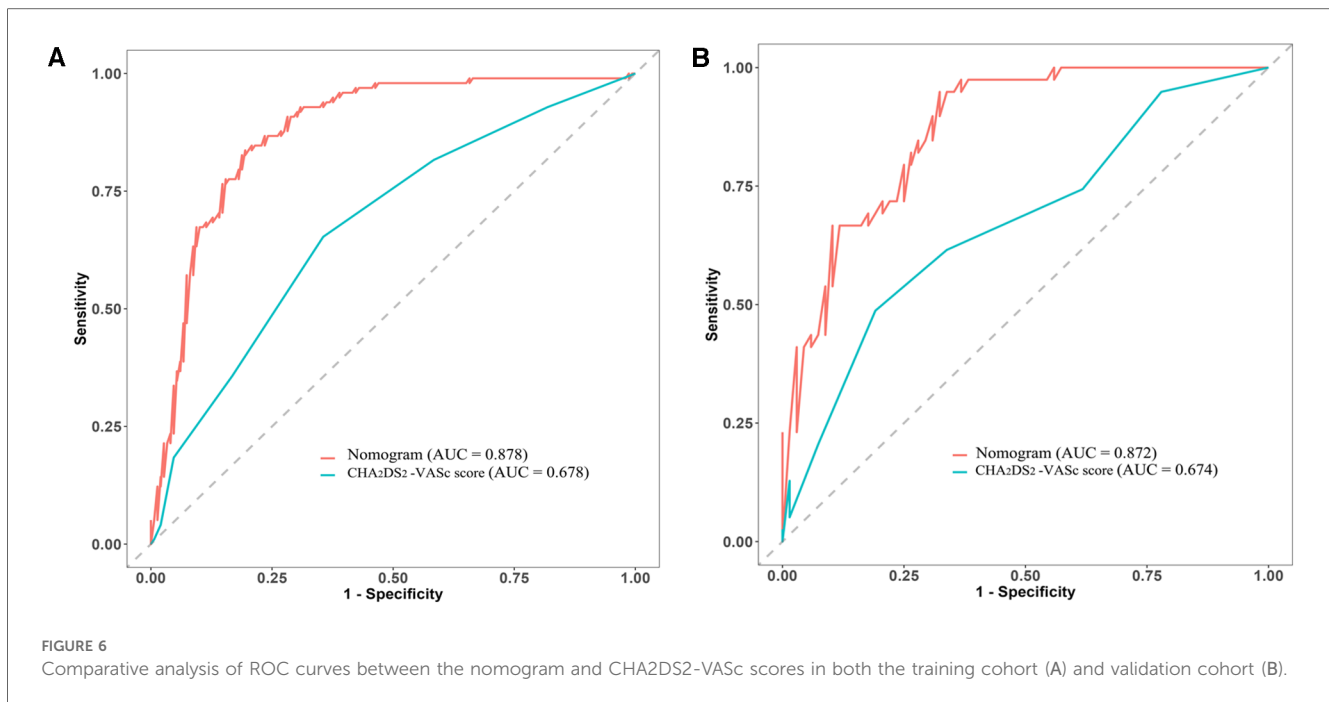 A
1.00
0.75
0.50
0.25
0.00
Sensitivity
Nomogram (AUC = 0.878)
CHA2DS2 -VASc score (AUC = 0.678)
0.00 0.25 0.50 0.75 1.00
1 - Specificity
B
1.00
0.75
0.50
0.25
0.00
Sensitivity
Nomogram (AUC = 0.872)
CHA2DS2 -VASc score (AUC = 0.674)
0.00 0.25 0.50 0.75 1.00
1 - Specificity
FIGURE 6
Comparative analysis of ROC curves between the nomogram and CHA2DS2-VASc scores in both the training cohort (A) and validation cohort (B).